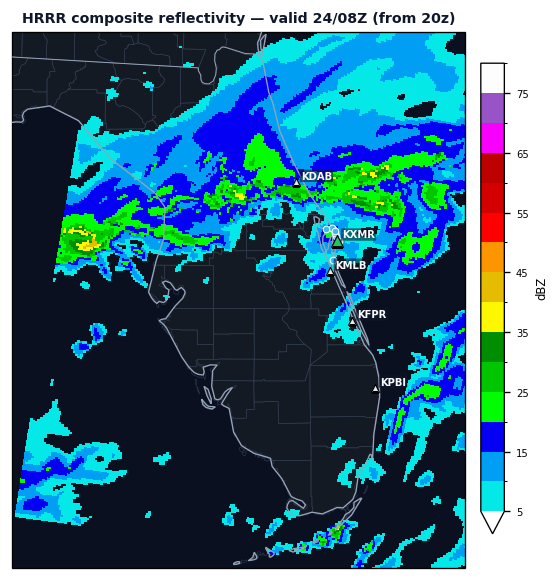 HRRR composite reflectivity — valid 24/08Z (from 20z)
KDAB
KXMR
KMLB
KFPR
KPBI
75
65
55
45
35
25
15
5
dBZ